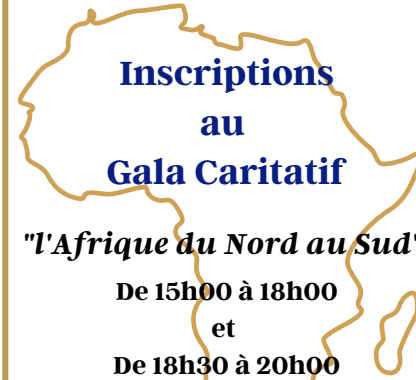 Inscriptions
au
Gala Caritatif
"l'Afrique du Nord au Sud"
De 15h00 à 18h00
et
De 18h30 à 20h00